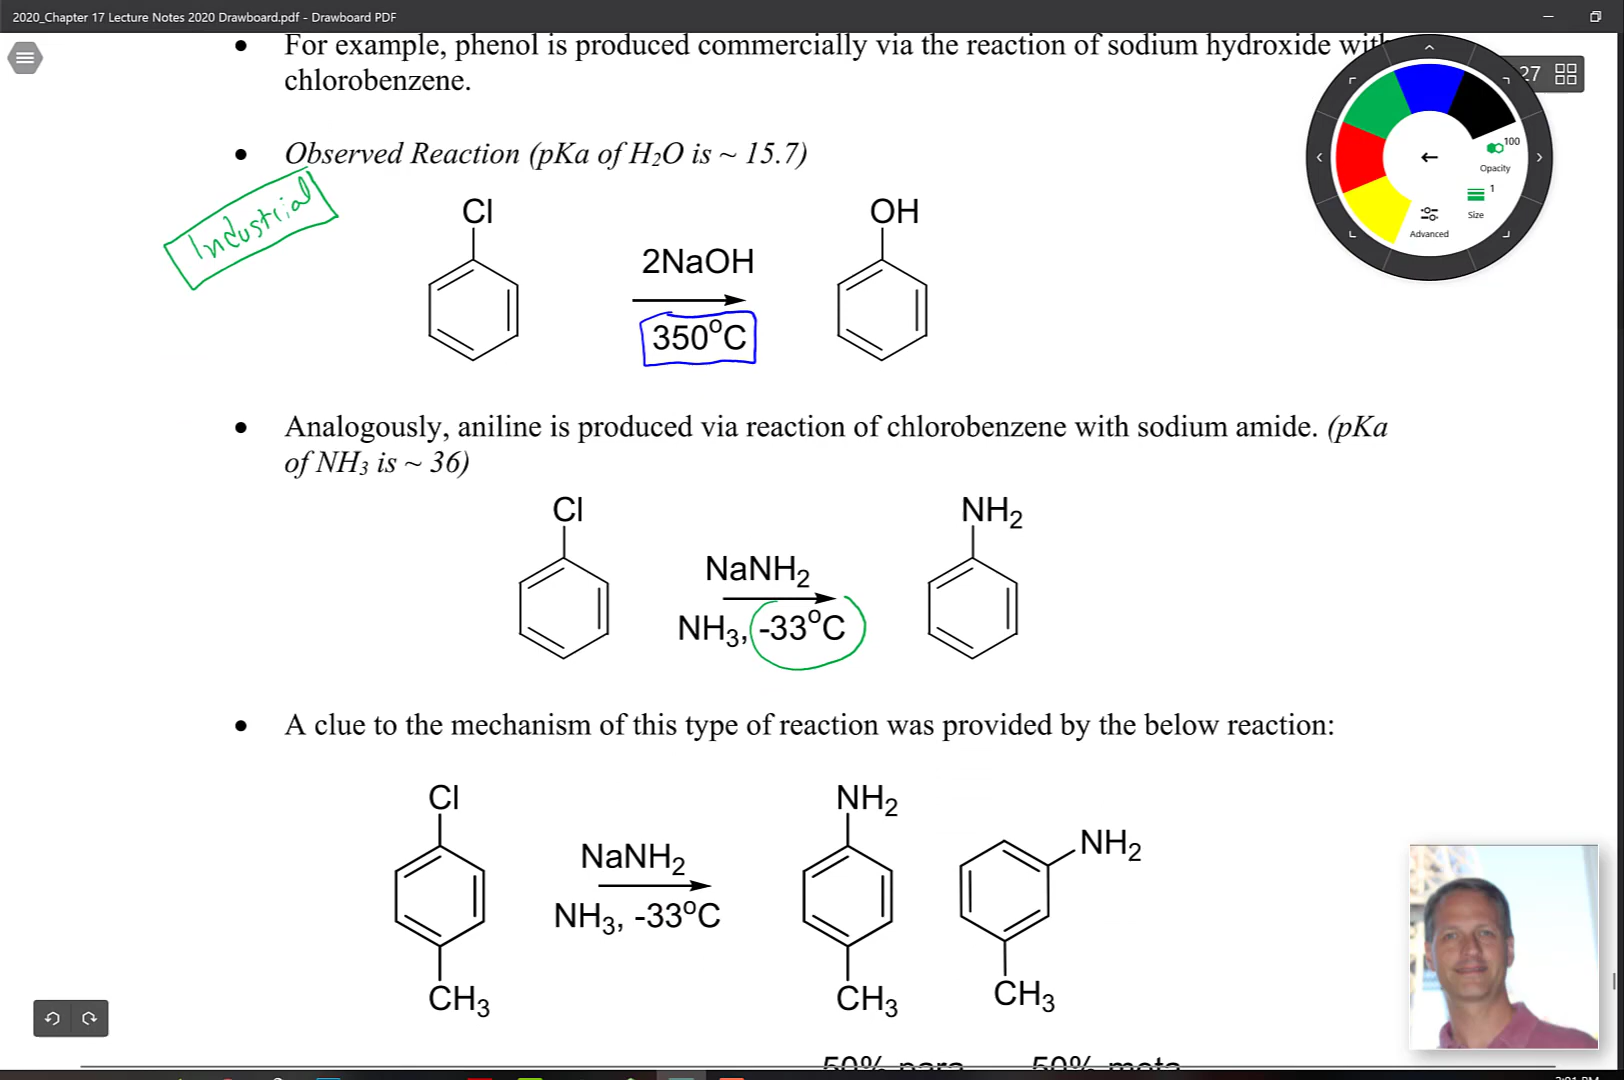 2020_Chapter 17 Lecture Notes 2020 Drawboard.pdf - Drawboard PDF
• For example, phenol is produced commercially via the reaction of sodium hydroxide with
chlorobenzene.
27
100
Opacity
1
Size
Advanced
• Observed Reaction (pKa of H₂O is ~ 15.7)
Industrial
Cl
OH
2NaOH
350°C
• Analogously, aniline is produced via reaction of chlorobenzene with sodium amide. (pKa
of NH₃ is ~ 36)
Cl
NH₂
NaNH₂
NH₃, -33°C
• A clue to the mechanism of this type of reaction was provided by the below reaction:
Cl
NH₂
NH₂
NaNH₂
NH₃, -33°C
CH₃
CH₃
CH₃
50% para
50% meta